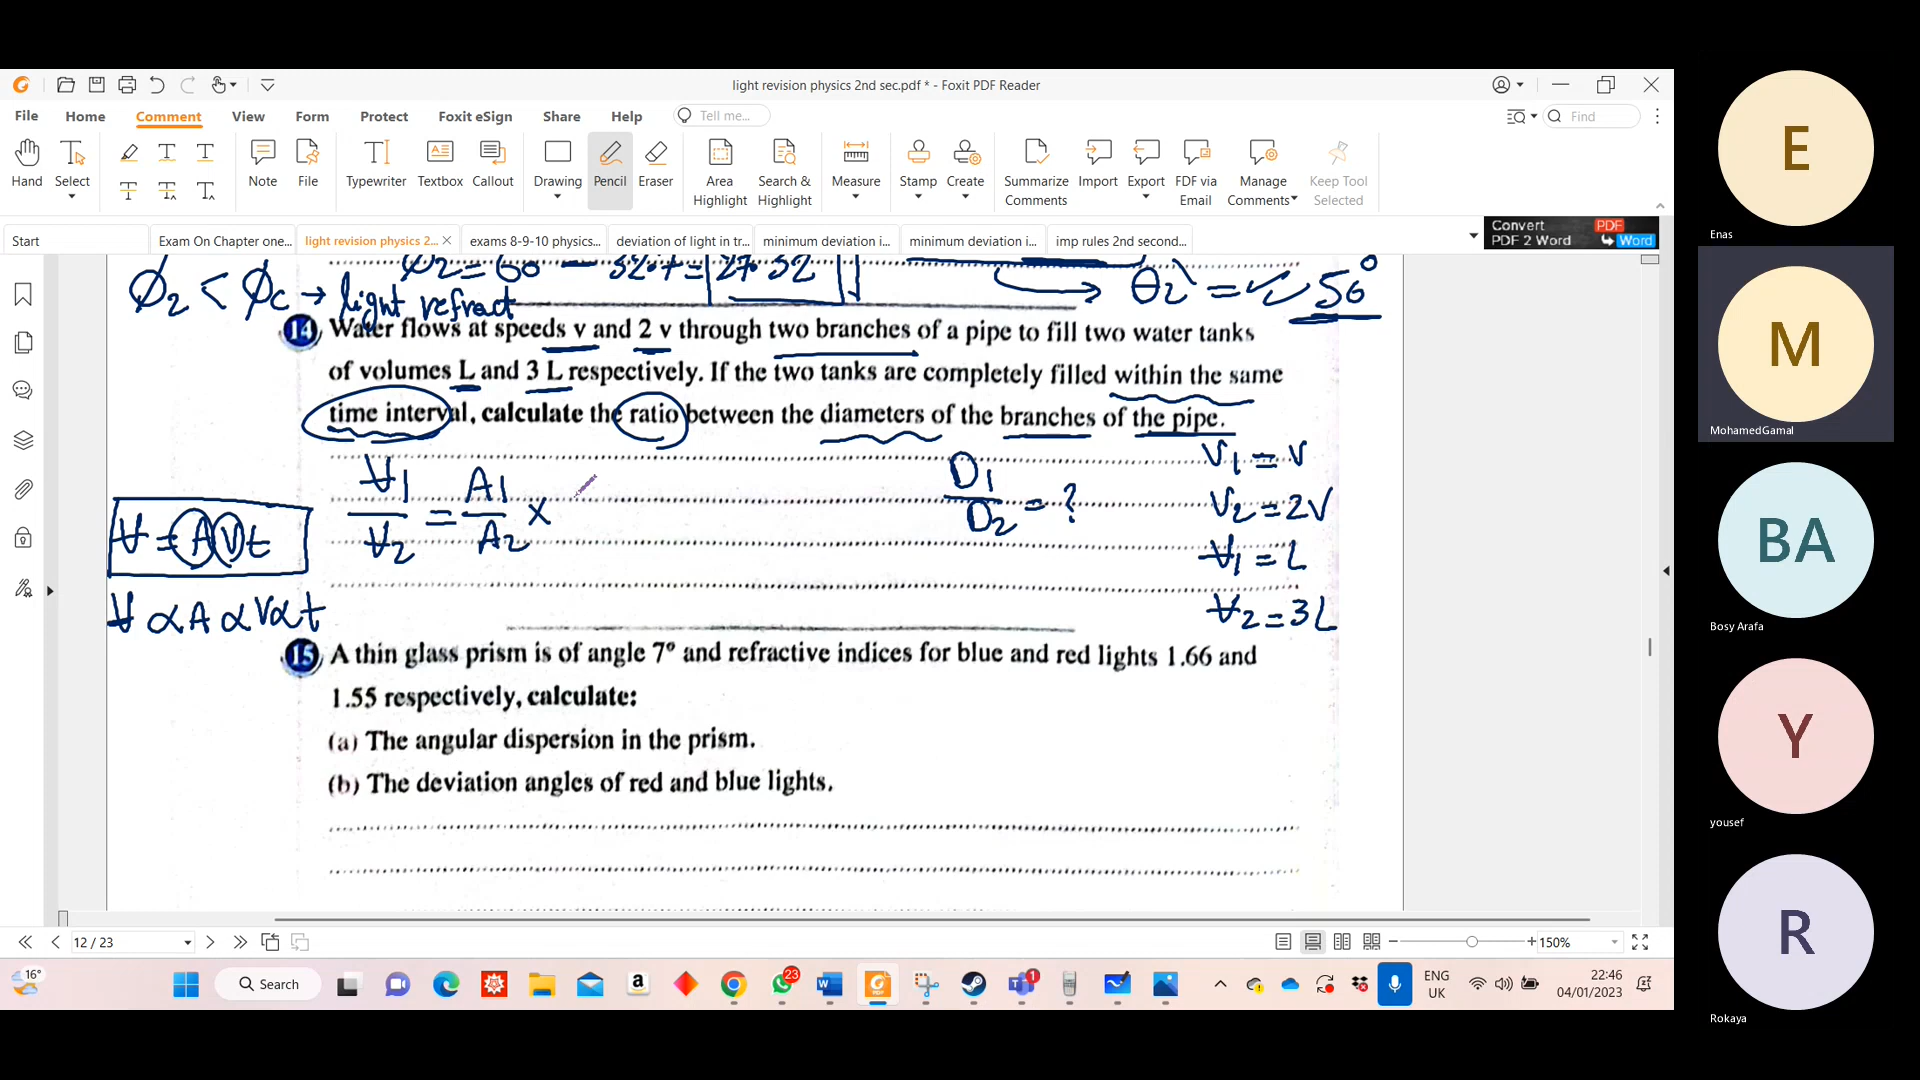 light revision physics 2nd sec.pdf * - Foxit PDF Reader
File Home Comment View Form Protect Foxit eSign Share Help Tell me... Find
Hand Select Note File Typewriter Textbox Callout Drawing Pencil Eraser Area Highlight Search & Highlight Measure Stamp Create Summarize Comments Import Export FDF via Email Manage Comments Keep Tool Selected
Start Exam On Chapter one... light revision physics 2... exams 8-9-10 physics... deviation of light in tr... minimum deviation i... minimum deviation i... imp rules 2nd second...
Convert PDF
PDF 2 Word Word
ϕ2 < ϕc → light refract
θ2 = 50°
14 Water flows at speeds v and 2 v through two branches of a pipe to fill two water tanks
of volumes L and 3 L respectively. If the two tanks are completely filled within the same
time interval, calculate the ratio between the diameters of the branches of the pipe.
V1/V2 = A1/A2 ×
D1/D2 = ?
V1 = V
V2 = 2V
V1 = L
V2 = 3L
V = AVt
V α A α V α t
15 A thin glass prism is of angle 7° and refractive indices for blue and red lights 1.66 and
1.55 respectively, calculate:
(a) The angular dispersion in the prism.
(b) The deviation angles of red and blue lights.
12 / 23
150%
16°
Search
23
1
ENG
UK
22:46
04/01/2023
E
Enas
M
MohamedGamal
BA
Bosy Arafa
Y
yousef
R
Rokaya